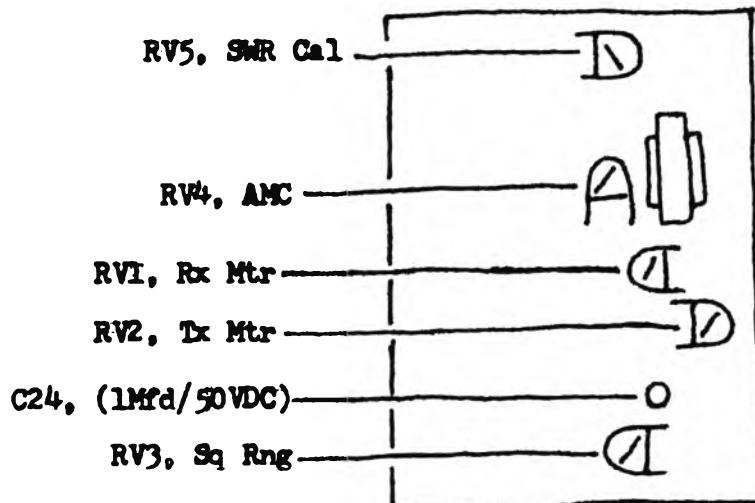 RV5, SWR Cal
RV4, AMC
RV1, Rx Mtr
RV2, Tx Mtr
C24, (1Mfd/50VDC)
RV3, Sq Rng